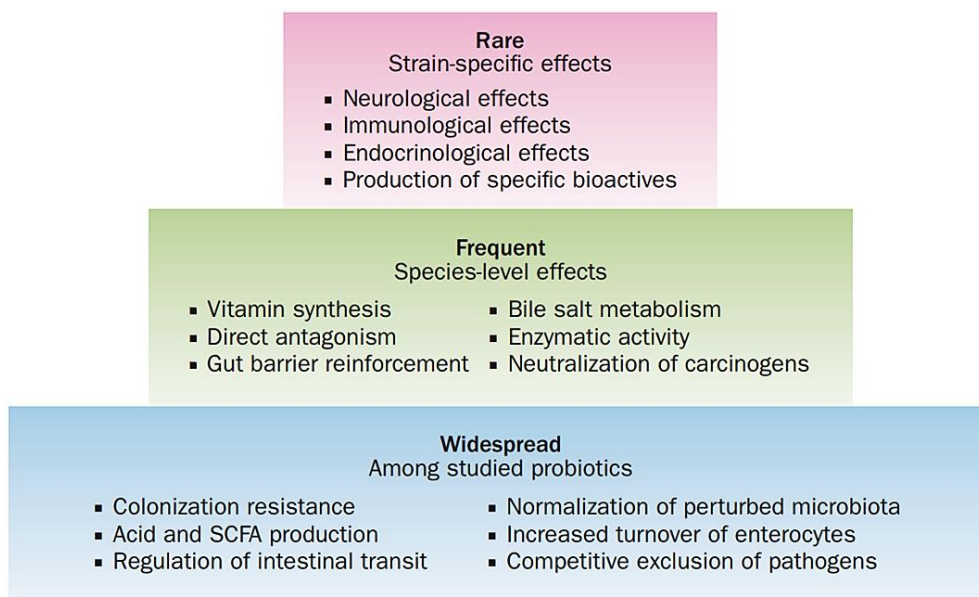 Rare
Strain-specific effects
▪ Neurological effects
▪ Immunological effects
▪ Endocrinological effects
▪ Production of specific bioactives
Frequent
Species-level effects
▪ Vitamin synthesis
▪ Direct antagonism
▪ Gut barrier reinforcement
▪ Bile salt metabolism
▪ Enzymatic activity
▪ Neutralization of carcinogens
Widespread
Among studied probiotics
▪ Colonization resistance
▪ Acid and SCFA production
▪ Regulation of intestinal transit
▪ Normalization of perturbed microbiota
▪ Increased turnover of enterocytes
▪ Competitive exclusion of pathogens